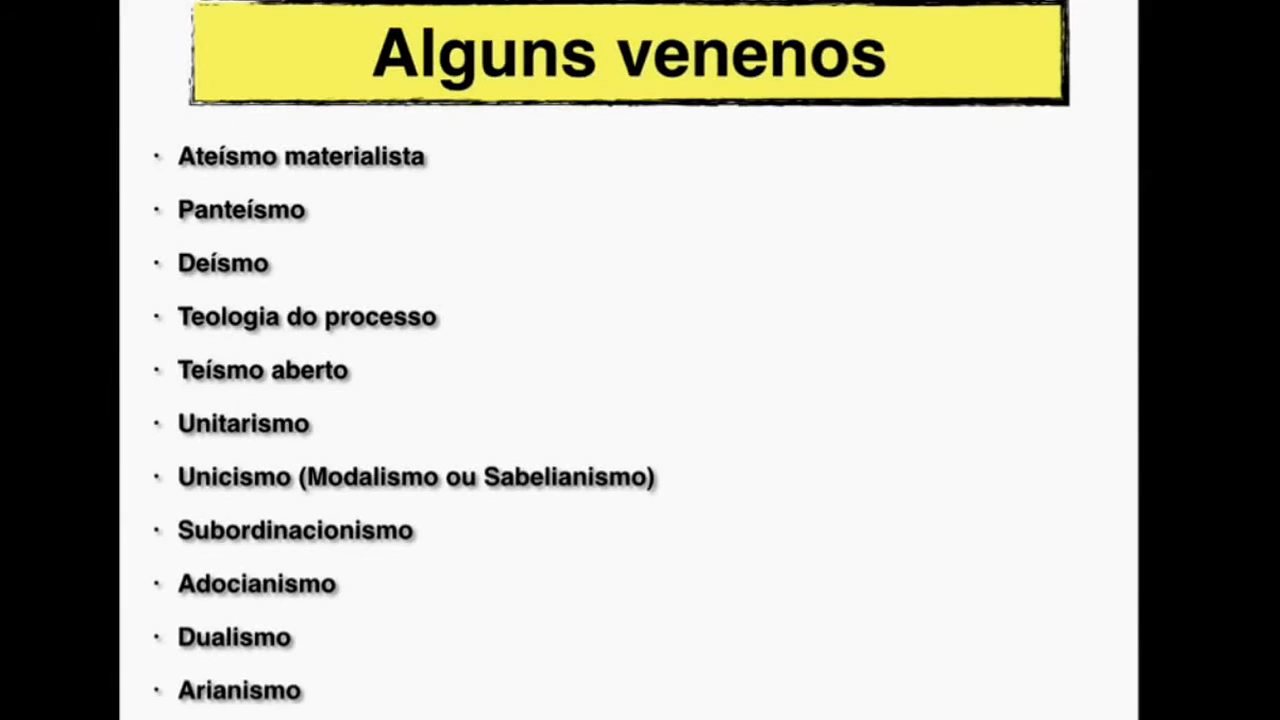 Alguns venenos
· Ateísmo materialista
· Panteísmo
· Deísmo
· Teologia do processo
· Teísmo aberto
· Unitarismo
· Unicismo (Modalismo ou Sabelianismo)
· Subordinacionismo
· Adocianismo
· Dualismo
· Arianismo